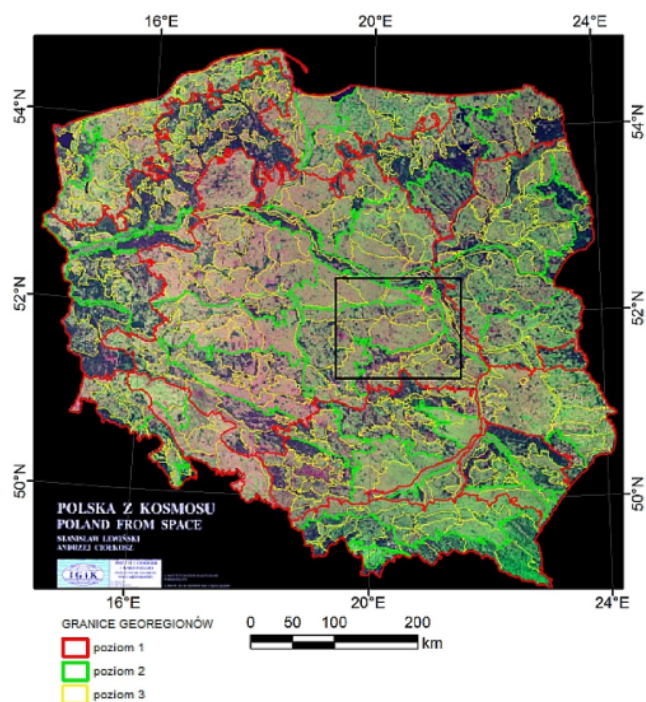 16°E 20°E 24°E
54°N 54°N
52°N 52°N
50°N 50°N
POLSKA Z KOSMOSU
POLAND FROM SPACE
STANISŁAW LEWIŃSKI
ANDRZEJ CIOŁKOSZ
IGIK
16°E 20°E 24°E
GRANICE GEOREGIONÓW
poziom 1
poziom 2
poziom 3
0 50 100 200
km